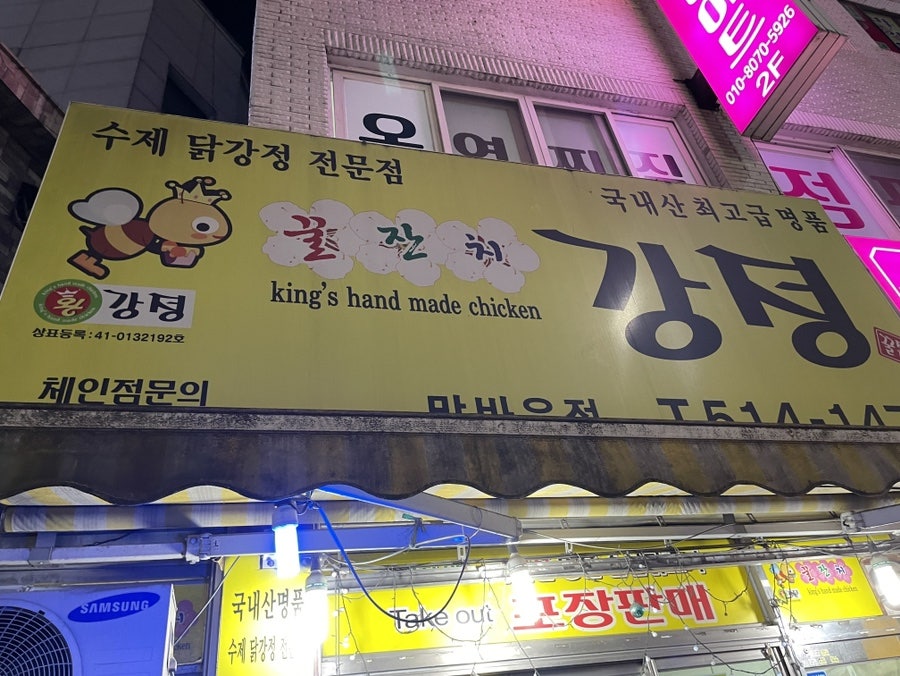 수제 닭강정 전문점
국내산 최고급 명품
꿀잔치
강정
king's hand made chicken
왕 강정
상표등록:41-0132192호
체인점문의
T.514-147
010-8070-5926
2F
SAMSUNG
국내산명품
수제 닭강정
Take out 포장판매
꿀잔치
king's hand made chicken